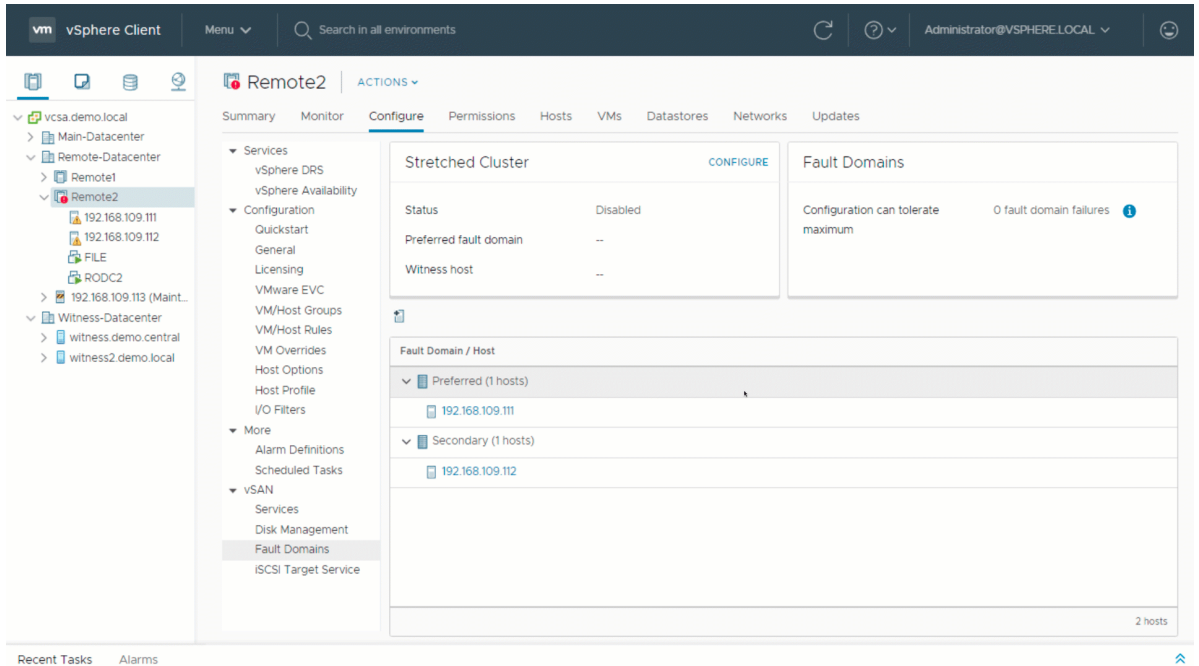 vm vSphere Client Menu Search in all environments Administrator@VSPHERE.LOCAL
vcsa.demo.local
Main-Datacenter
Remote-Datacenter
Remote1
Remote2
192.168.109.111
192.168.109.112
FILE
RODC2
192.168.109.113 (Maint...
Witness-Datacenter
witness.demo.central
witness2.demo.local
Remote2 ACTIONS
Summary Monitor Configure Permissions Hosts VMs Datastores Networks Updates
Services
vSphere DRS
vSphere Availability
Configuration
Quickstart
General
Licensing
VMware EVC
VM/Host Groups
VM/Host Rules
VM Overrides
Host Options
Host Profile
I/O Filters
More
Alarm Definitions
Scheduled Tasks
vSAN
Services
Disk Management
Fault Domains
iSCSI Target Service
Stretched Cluster CONFIGURE
Status Disabled
Preferred fault domain --
Witness host --
Fault Domains
Configuration can tolerate 0 fault domain failures
maximum
Fault Domain / Host
Preferred (1 hosts)
192.168.109.111
Secondary (1 hosts)
192.168.109.112
2 hosts
Recent Tasks Alarms